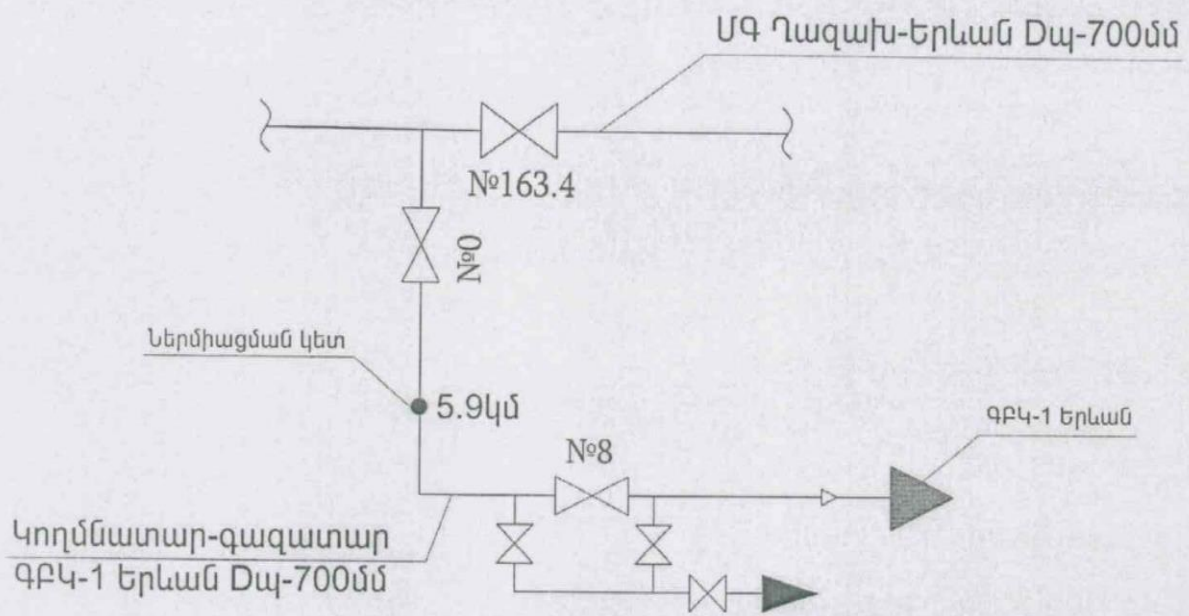 ՄԳ Ղազախ-Երևան Dպ-700մմ
№163.4
№0
Ներմիացման կետ
5.9կմ
ԳԲԿ-1 Երևան
№8
Կողմնատար-գազատար
ԳԲԿ-1 Երևան Dպ-700մմ